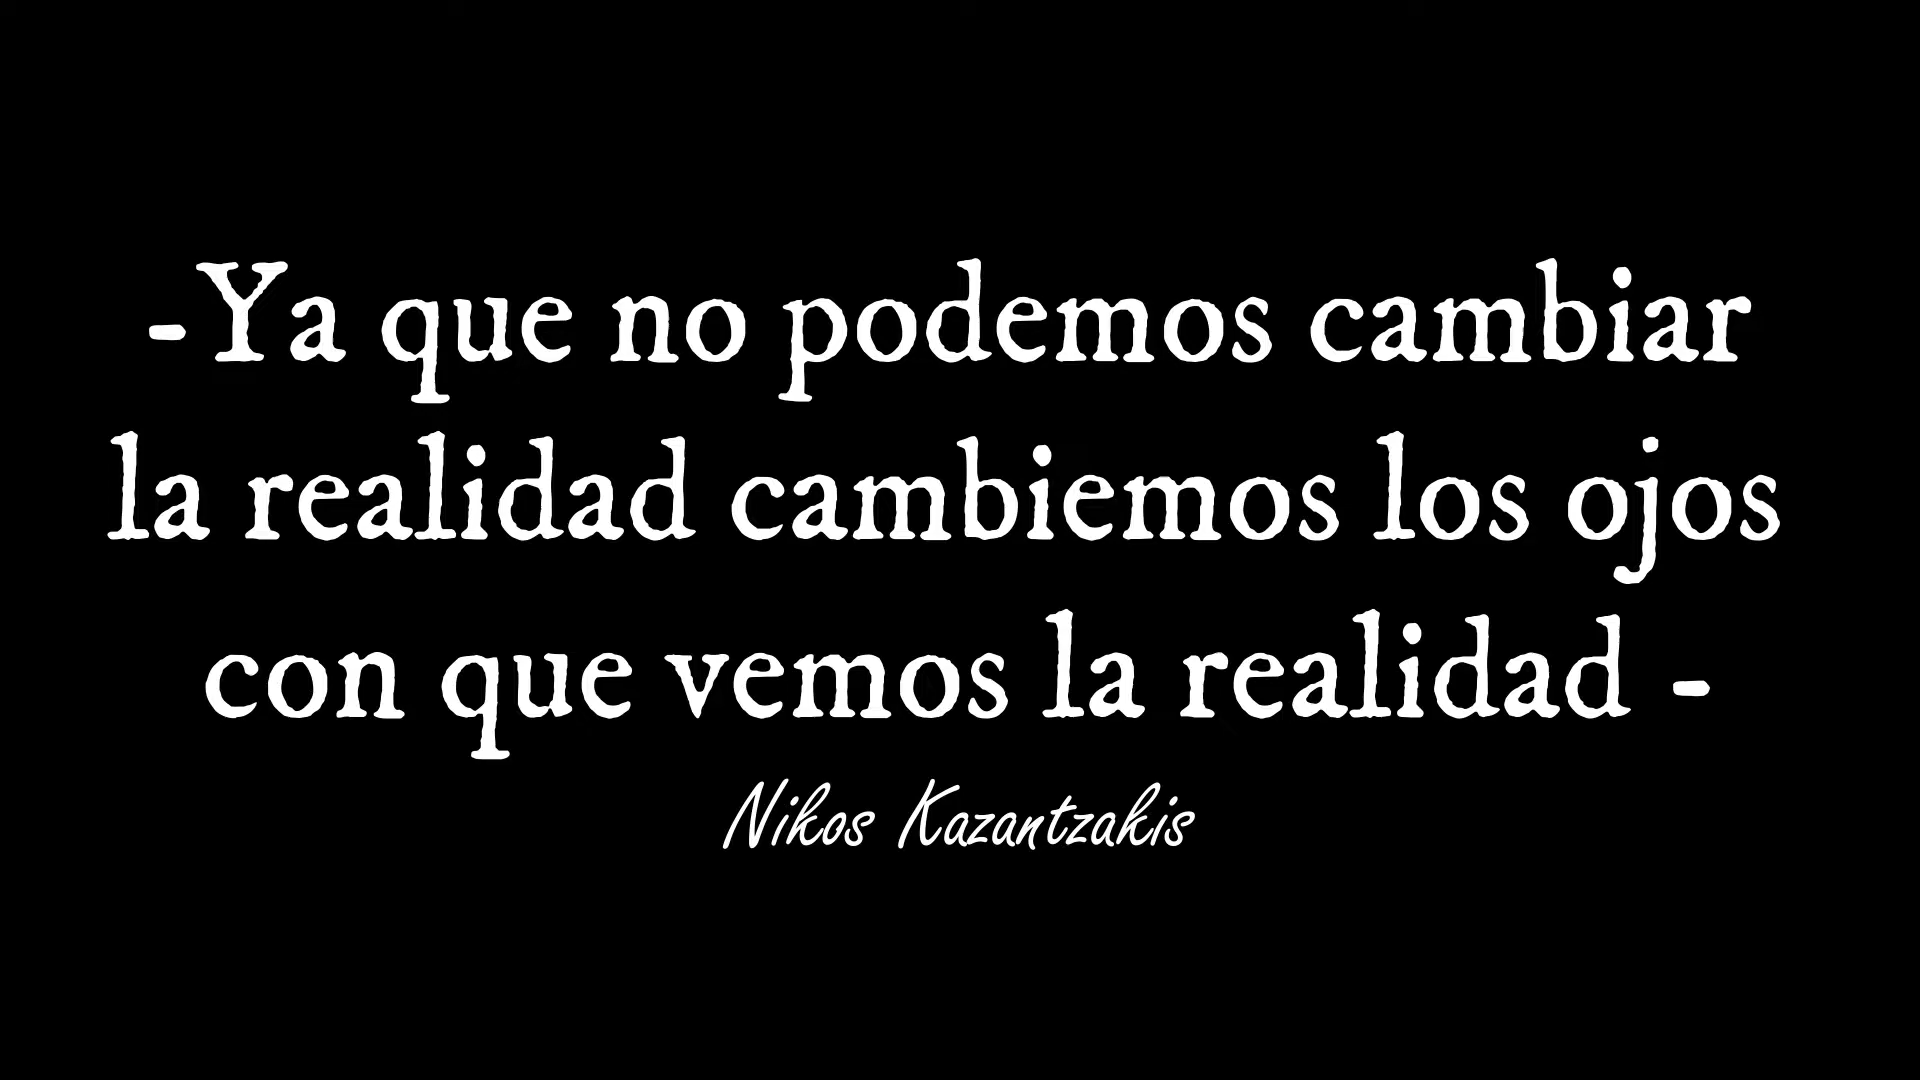 -Ya que no podemos cambiar
la realidad cambiemos los ojos
con que vemos la realidad -
Nikos Kazantzakis